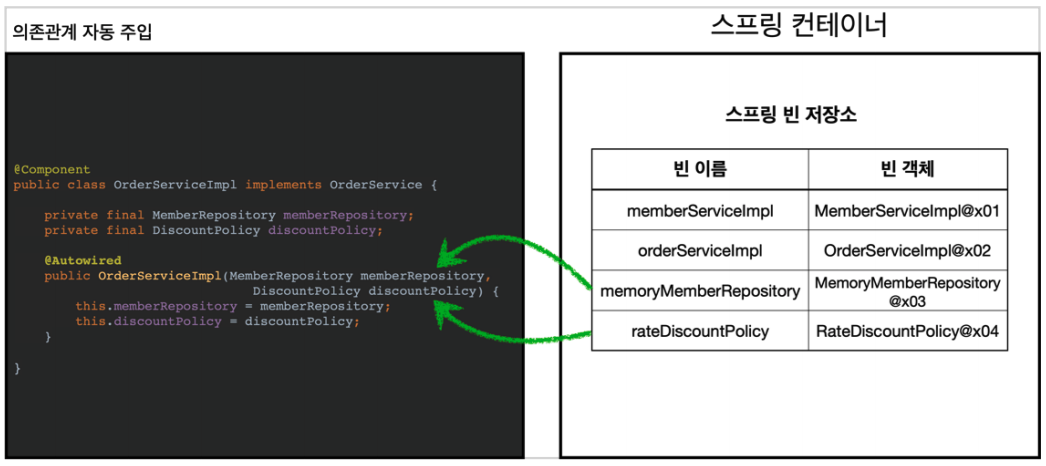 의존관계 자동 주입
@Component
public class OrderServiceImpl implements OrderService {
private final MemberRepository memberRepository;
private final DiscountPolicy discountPolicy;
@Autowired
public OrderServiceImpl(MemberRepository memberRepository,
DiscountPolicy discountPolicy) {
this.memberRepository = memberRepository;
this.discountPolicy = discountPolicy;
}
}
스프링 컨테이너
스프링 빈 저장소
빈 이름 빈 객체
memberServiceImpl MemberServiceImpl@x01
orderServiceImpl OrderServiceImpl@x02
memoryMemberRepository MemoryMemberRepository
@x03
rateDiscountPolicy RateDiscountPolicy@x04